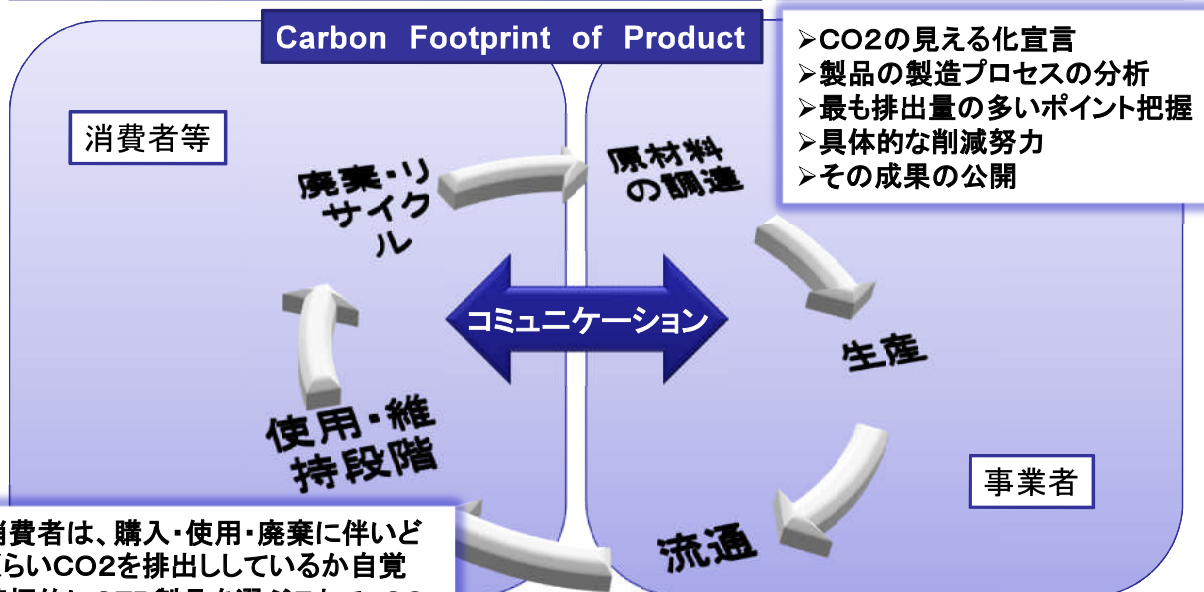 Carbon Footprint of Product
➢CO2の見える化宣言
➢製品の製造プロセスの分析
➢最も排出量の多いポイント把握
➢具体的な削減努力
➢その成果の公開
消費者等
廃棄・リ
サイク
ル
原材料
の調達
コミュニケーション
生産
使用・維
持段階
事業者
流通
消費者は、購入・使用・廃棄に伴いど
らいCO2を排出ししているか自覚